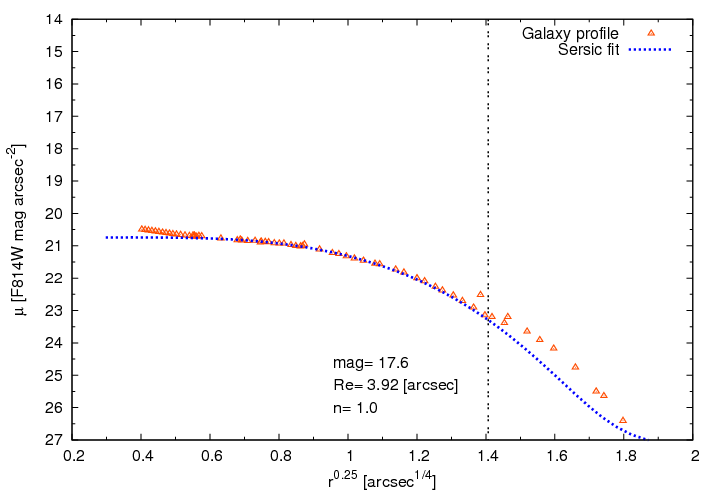 14
15
16
17
18
19
20
21
22
23
24
25
26
27
μ [F814W mag arcsec-2]
Galaxy profile
Sersic fit
mag= 17.6
Re= 3.92 [arcsec]
n= 1.0
0.2 0.4 0.6 0.8 1 1.2 1.4 1.6 1.8 2
r0.25 [arcsec1/4]